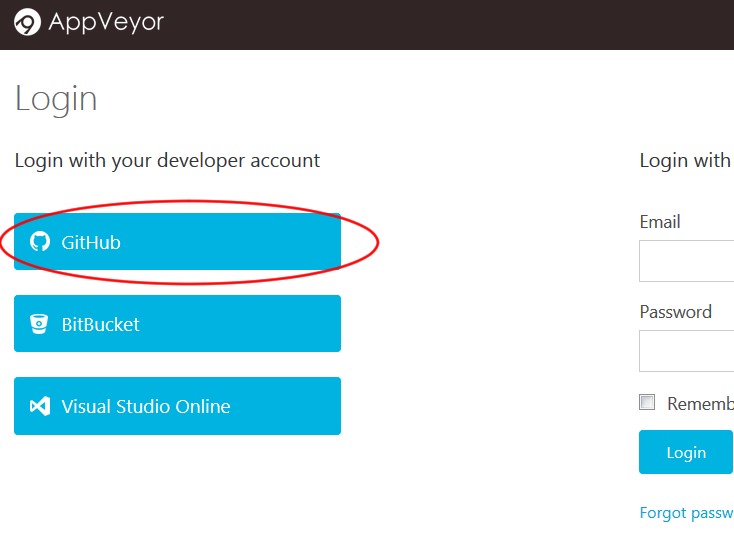 AppVeyor
Login
Login with your developer account
GitHub
BitBucket
Visual Studio Online
Login with
Email
Password
Rememb
Login
Forgot passw